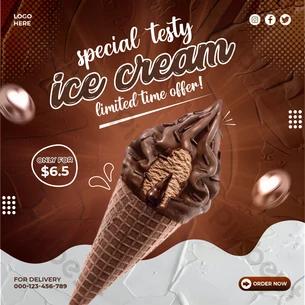 LOGO
HERE
special testy
ice cream
limited time offer!
ONLY FOR
$6.5
FOR DELIVERY
000-123-456-789
ORDER NOW